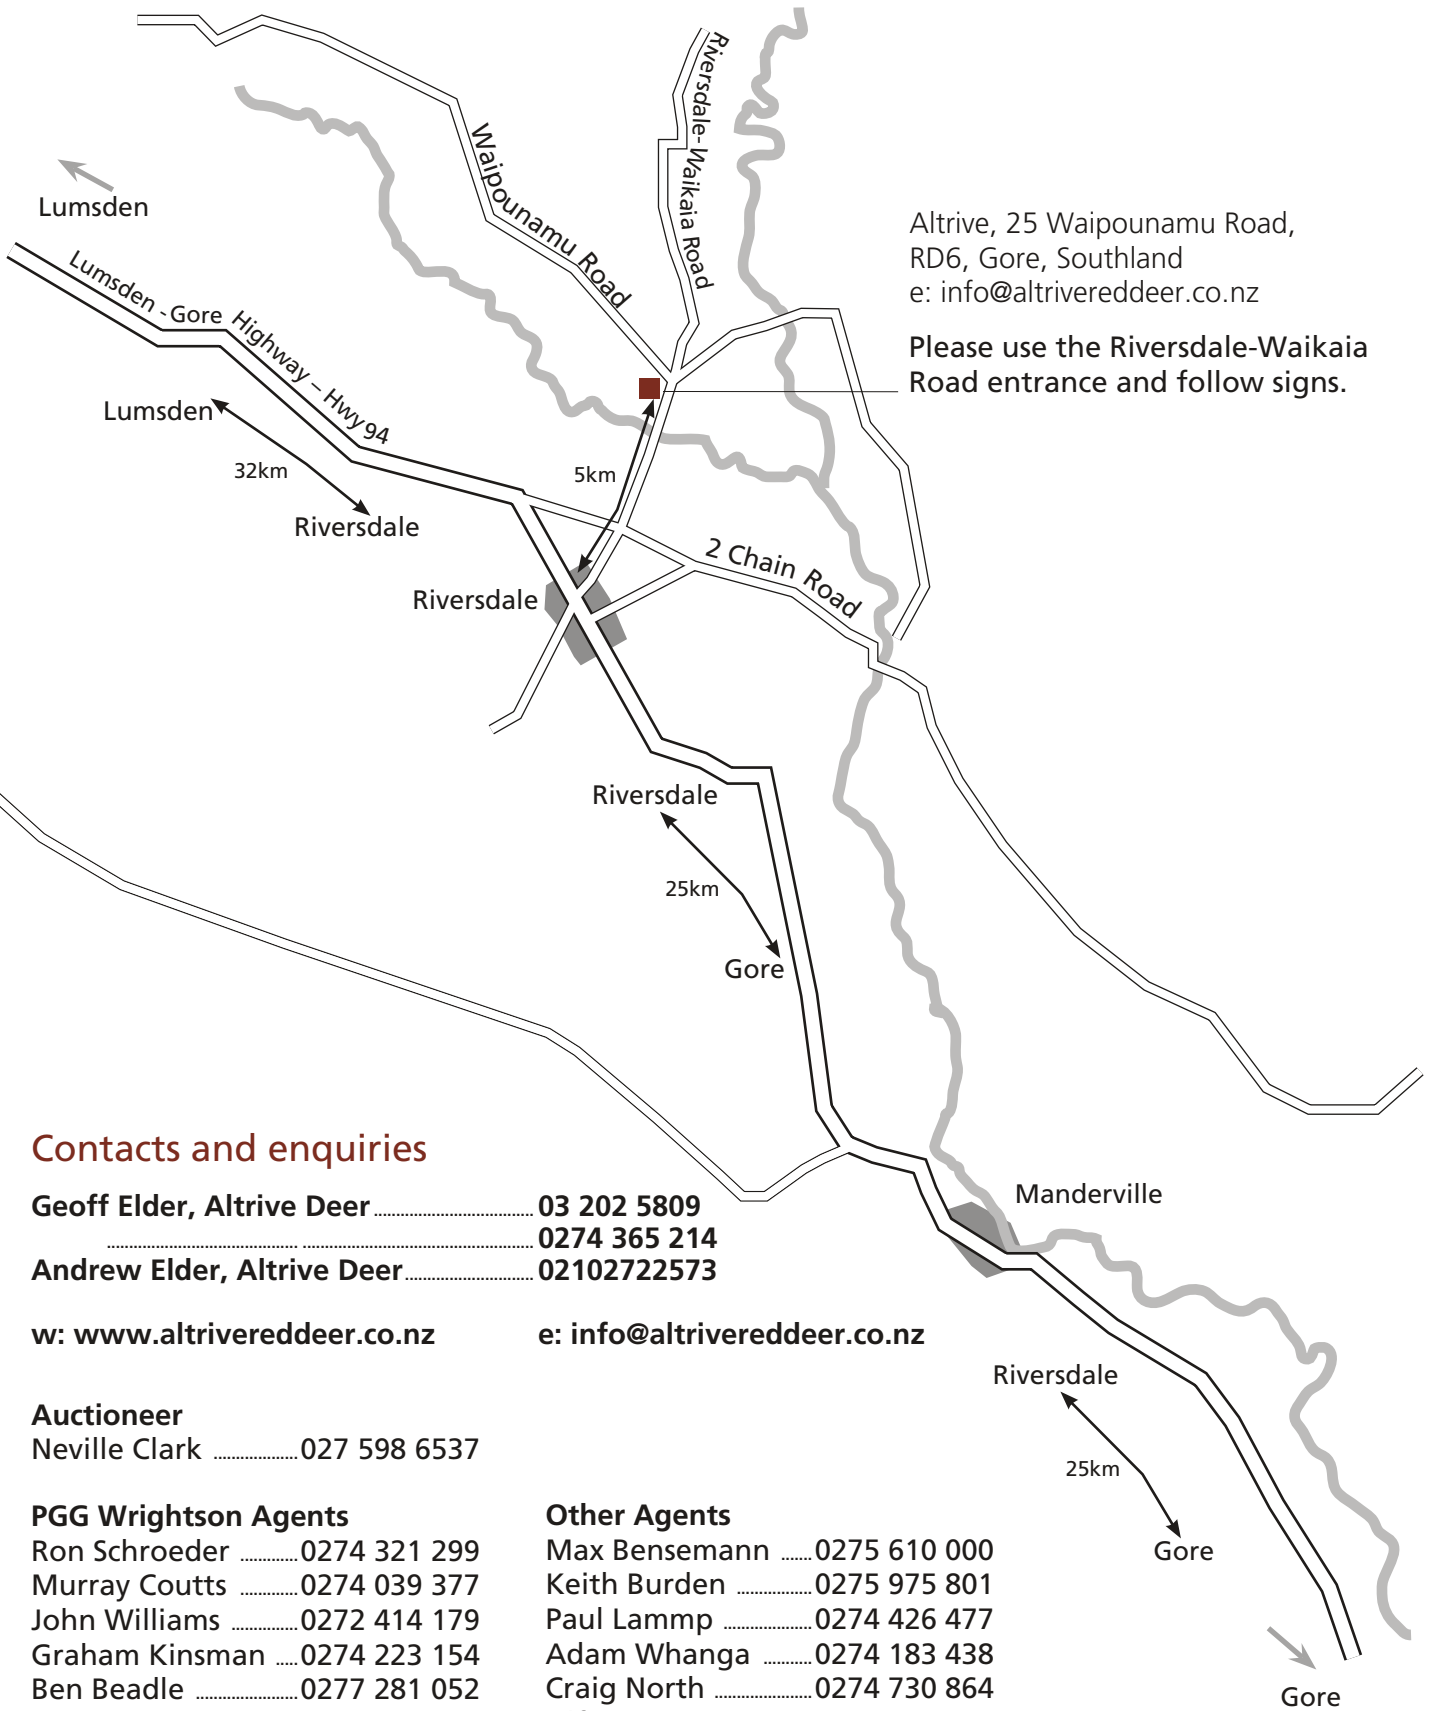 Riversdale-Waikaia Road
Waipounamu Road
Lumsden
Altrive, 25 Waipounamu Road,
RD6, Gore, Southland
e: info@altrivereddeer.co.nz
Lumsden - Gore Highway – Hwy 94
Please use the Riversdale-Waikaia
Road entrance and follow signs.
Lumsden
32km
5km
Riversdale
2 Chain Road
Riversdale
Riversdale
25km
Gore
Contacts and enquiries
Geoff Elder, Altrive Deer 03 202 5809
0274 365 214
Andrew Elder, Altrive Deer 02102722573
Manderville
w: www.altrivereddeer.co.nz e: info@altrivereddeer.co.nz
Riversdale
25km
Gore
Auctioneer
Neville Clark 027 598 6537
PGG Wrightson Agents
Ron Schroeder 0274 321 299
Murray Coutts 0274 039 377
John Williams 0272 414 179
Graham Kinsman 0274 223 154
Ben Beadle 0277 281 052
Other Agents
Max Bensemann 0275 610 000
Keith Burden 0275 975 801
Paul Lammp 0274 426 477
Adam Whanga 0274 183 438
Craig North 0274 730 864
Gore